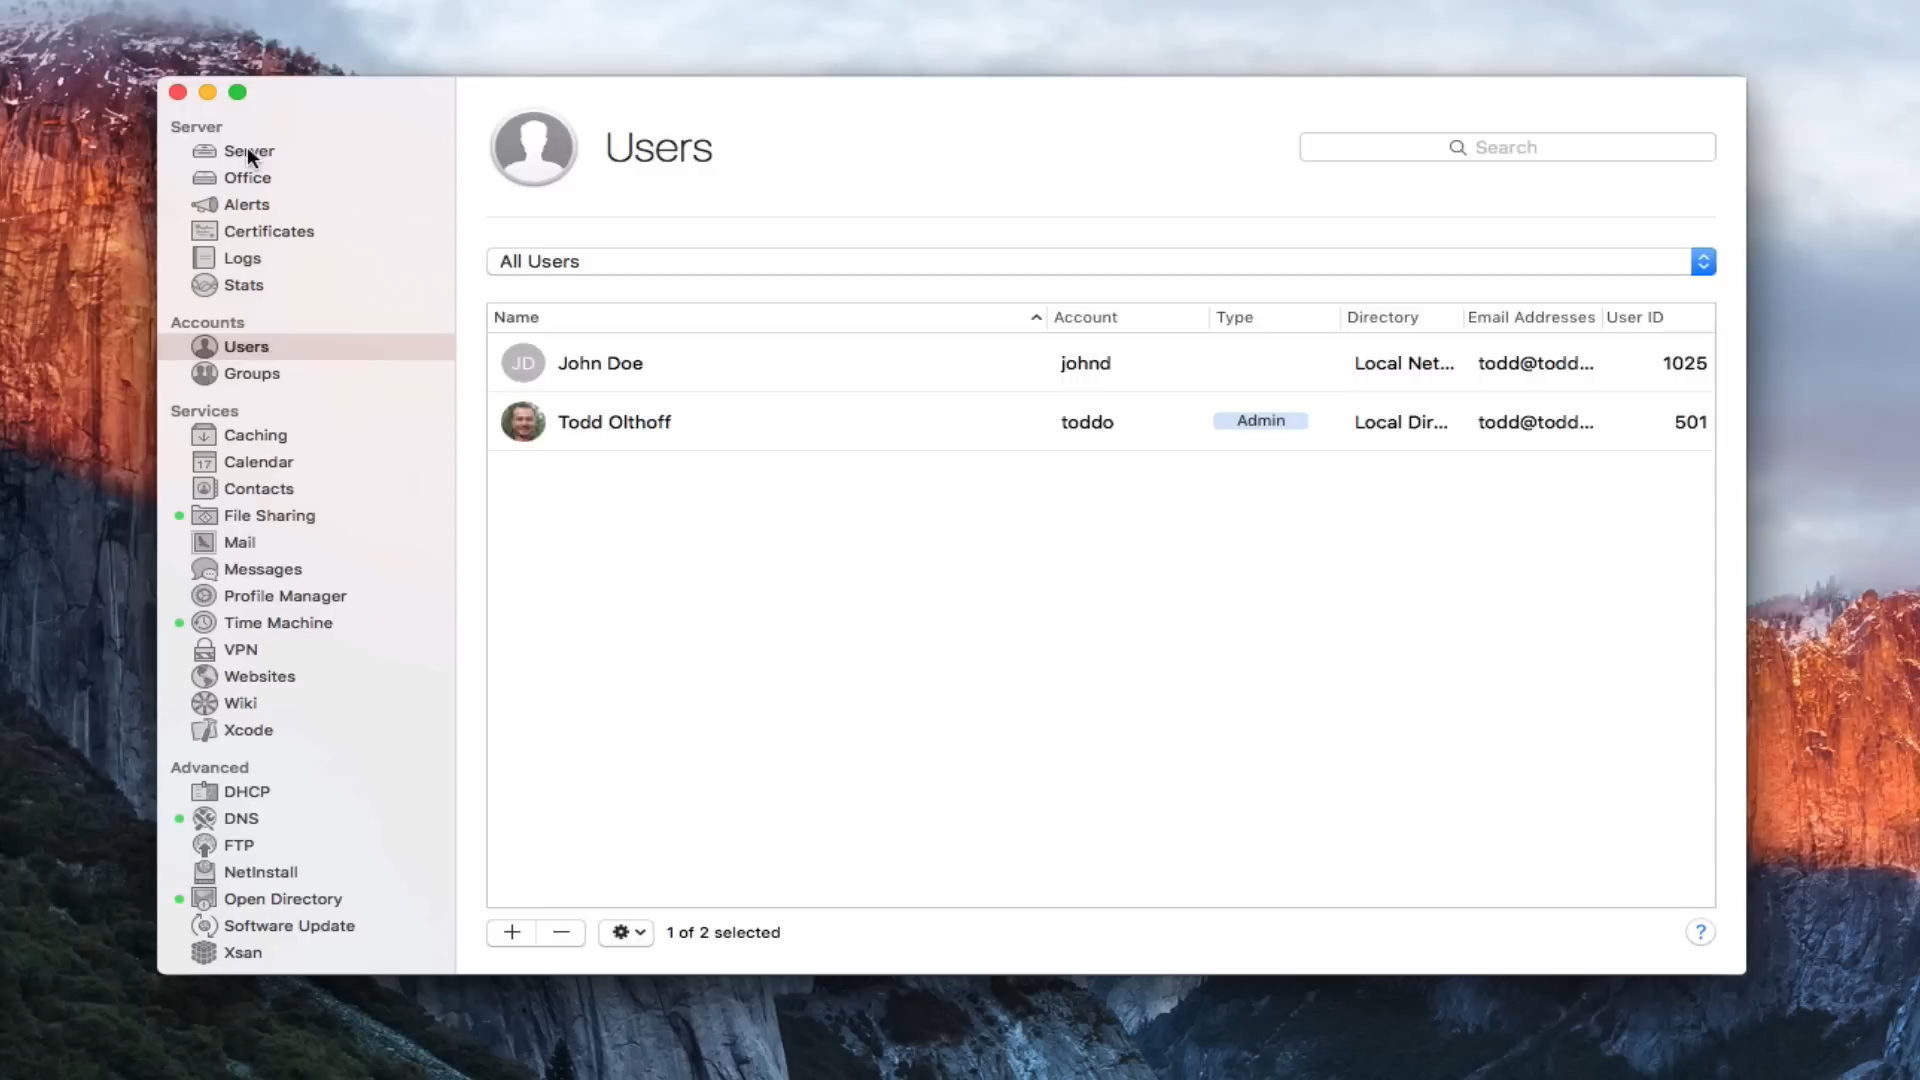 Server
Server
Office
Alerts
Certificates
Logs
Stats
Accounts
Users
Groups
Services
Caching
17
Calendar
Contacts
File Sharing
Mail
Messages
Profile Manager
Time Machine
VPN
Websites
Wiki
Xcode
Advanced
DHCP
DNS
FTP
NetInstall
Open Directory
Software Update
Xsan
Users
Search
All Users
Name Account Type Directory Email Addresses User ID
JD John Doe johnd Local Net... todd@todd... 1025
Todd Olthoff toddo Admin Local Dir... todd@todd... 501
+ − 1 of 2 selected ?